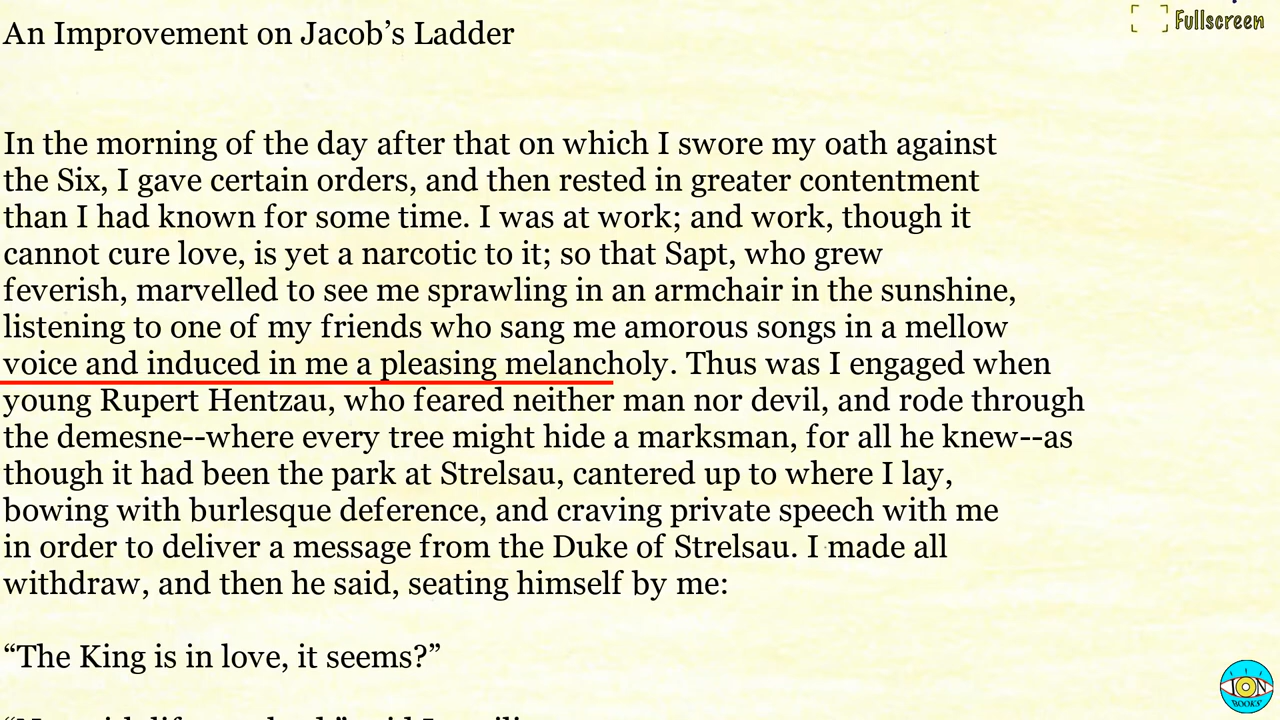 An Improvement on Jacob’s Ladder
Fullscreen
In the morning of the day after that on which I swore my oath against
the Six, I gave certain orders, and then rested in greater contentment
than I had known for some time. I was at work; and work, though it
cannot cure love, is yet a narcotic to it; so that Sapt, who grew
feverish, marvelled to see me sprawling in an armchair in the sunshine,
listening to one of my friends who sang me amorous songs in a mellow
voice and induced in me a pleasing melancholy. Thus was I engaged when
young Rupert Hentzau, who feared neither man nor devil, and rode through
the demesne--where every tree might hide a marksman, for all he knew--as
though it had been the park at Strelsau, cantered up to where I lay,
bowing with burlesque deference, and craving private speech with me
in order to deliver a message from the Duke of Strelsau. I made all
withdraw, and then he said, seating himself by me:
“The King is in love, it seems?”
ION
BOOKS